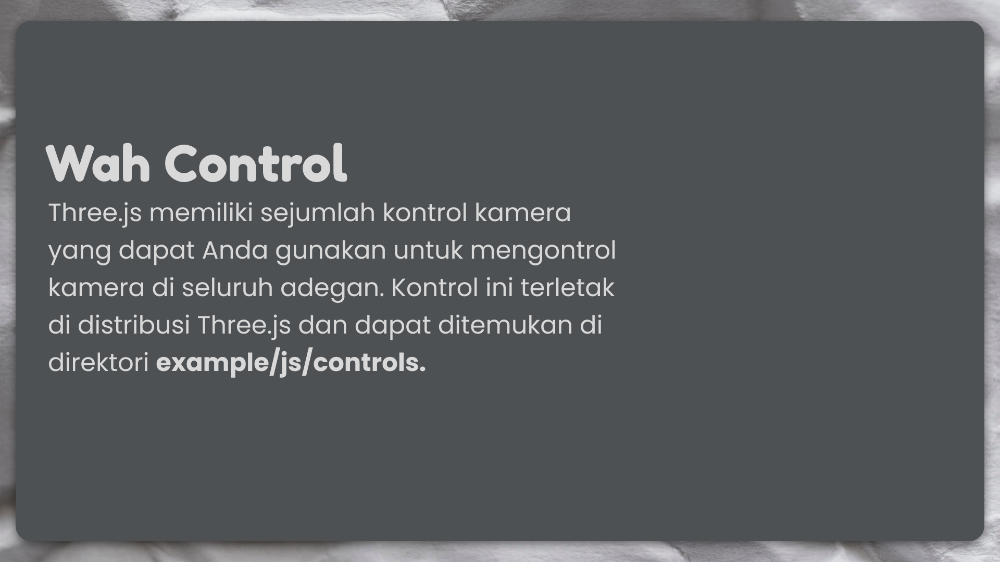 Wah Control
Three.js memiliki sejumlah kontrol kamera
yang dapat Anda gunakan untuk mengontrol
kamera di seluruh adegan. Kontrol ini terletak
di distribusi Three.js dan dapat ditemukan di
direktori example/js/controls.